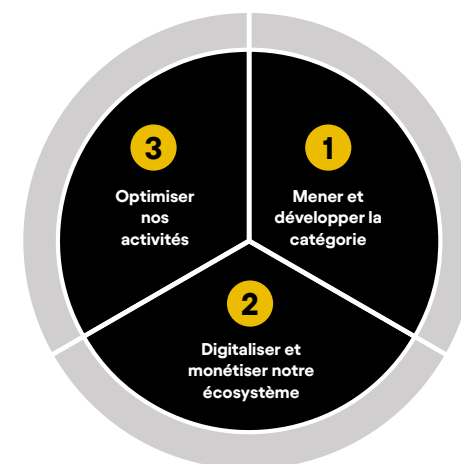 1
Mener et
développer la
catégorie
2
Digitaliser et
monétiser notre
écosystème
3
Optimiser
nos
activités